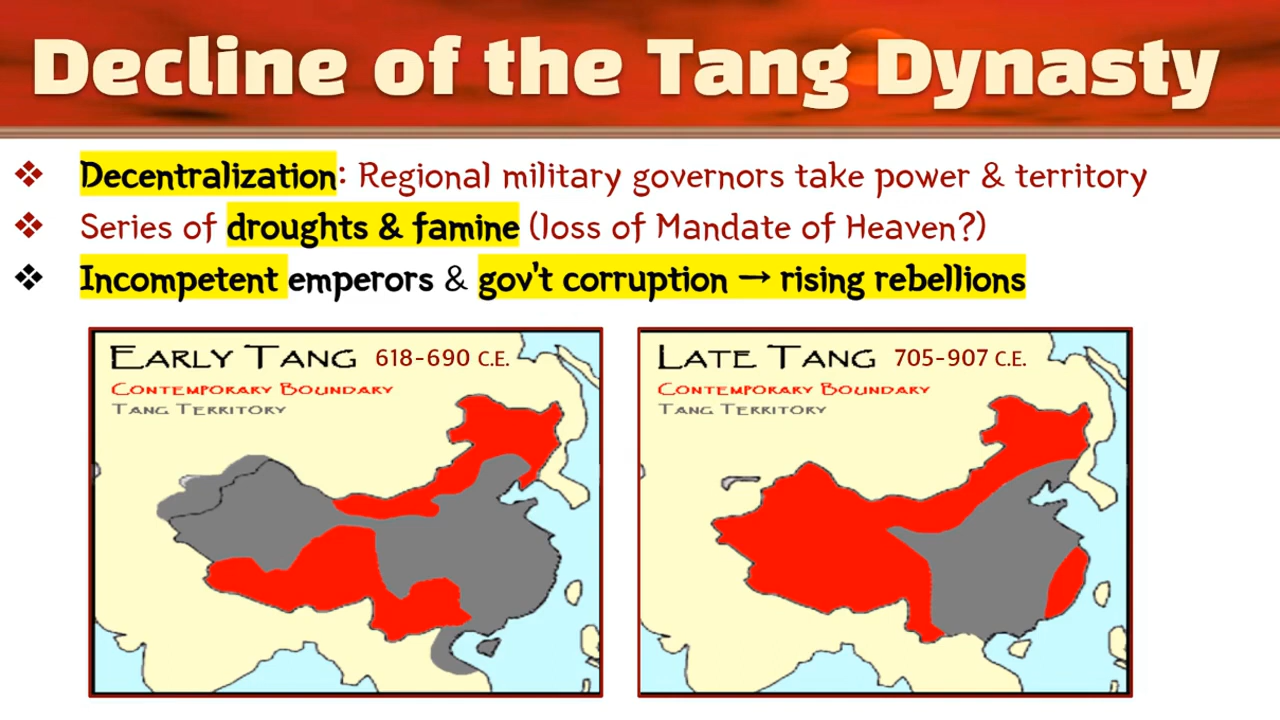 Decline of the Tang Dynasty
❖ Decentralization: Regional military governors take power & territory
❖ Series of droughts & famine (loss of Mandate of Heaven?)
❖ Incompetent emperors & gov't corruption → rising rebellions
Early Tang 618-690 C.E.
Contemporary Boundary
Tang Territory
Late Tang 705-907 C.E.
Contemporary Boundary
Tang Territory